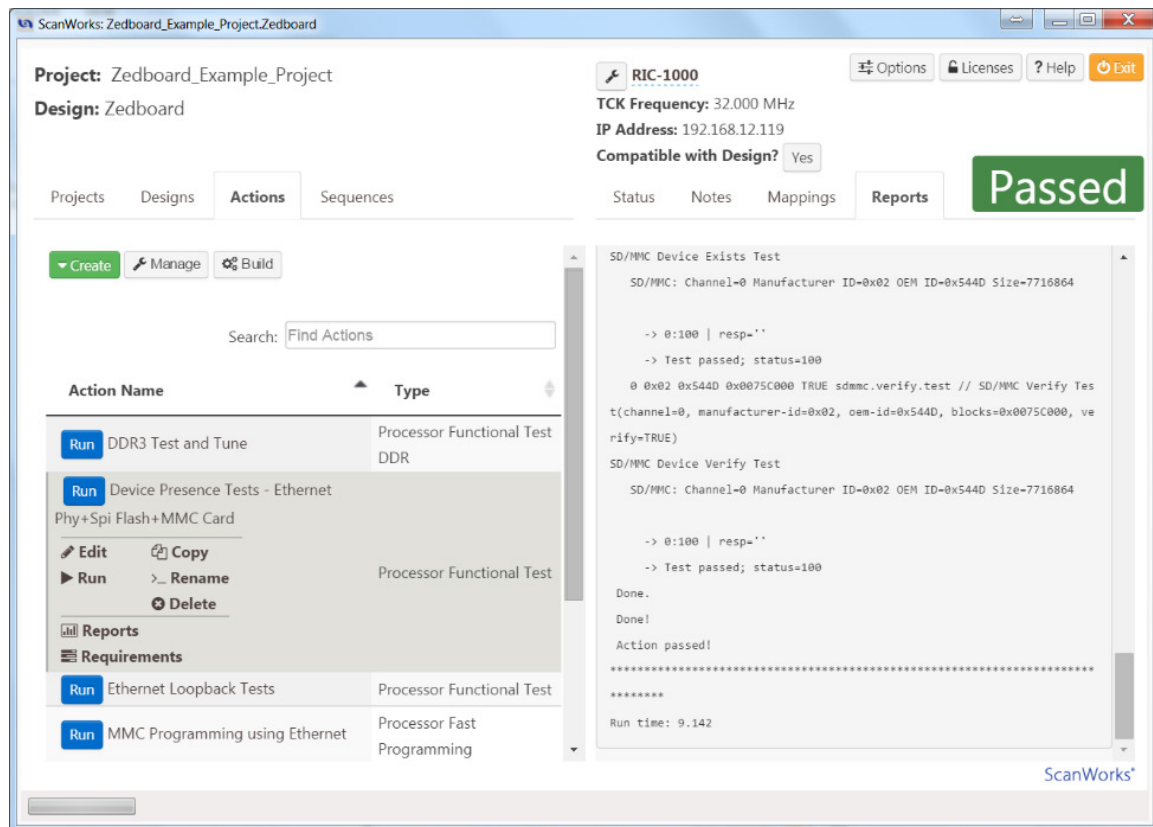 ScanWorks: Zedboard_Example_Project.Zedboard
Project: Zedboard_Example_Project
Design: Zedboard
RIC-1000
Options
Licenses
? Help
Exit
TCK Frequency: 32.000 MHz
IP Address: 192.168.12.119
Compatible with Design? Yes
Projects Designs Actions Sequences
Status Notes Mappings Reports
Passed
Create Manage Build
Search: Find Actions
Action Name Type
Run DDR3 Test and Tune
Processor Functional Test
DDR
Run Device Presence Tests - Ethernet
Phy+Spi Flash+MMC Card
Edit Copy
Run >_ Rename
Delete
Reports
Requirements
Processor Functional Test
Run Ethernet Loopback Tests Processor Functional Test
Run MMC Programming using Ethernet
Processor Fast
Programming
SD/MMC Device Exists Test
SD/MMC: Channel=0 Manufacturer ID=0x02 OEM ID=0x544D Size=7716864
-> 0:100 | resp=''
-> Test passed; status=100
0 0x02 0x544D 0x0075C000 TRUE sdmmc.verify.test // SD/MMC Verify Tes
t(channel=0, manufacturer-id=0x02, oem-id=0x544D, blocks=0x0075C000, ve
rify=TRUE)
SD/MMC Device Verify Test
SD/MMC: Channel=0 Manufacturer ID=0x02 OEM ID=0x544D Size=7716864
-> 0:100 | resp=''
-> Test passed; status=100
Done.
Done!
Action passed!
***********************************************************************
********
Run time: 9.142
ScanWorks®